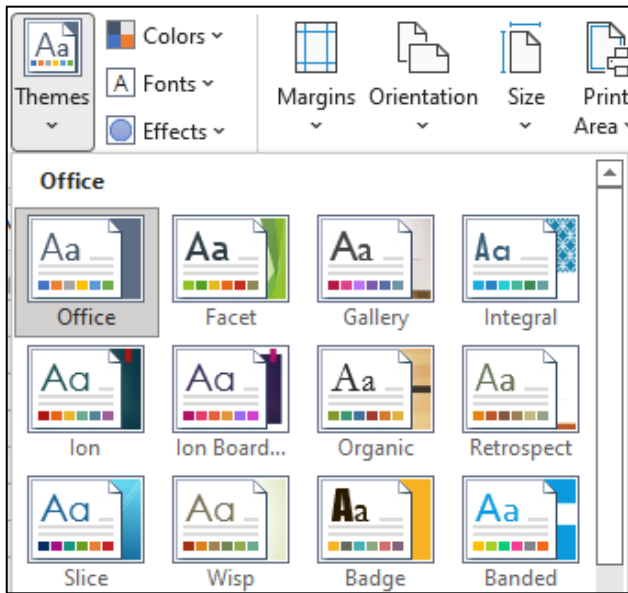 Aa
Themes
Colors
Fonts
Effects
Margins
Orientation
Size
Print
Area
Office
Aa Aa Aa Aa
Office Facet Gallery Integral
Aa Aa Aa Aa
Ion Ion Board... Organic Retrospect
Aa Aa Aa Aa
Slice Wisp Badge Banded